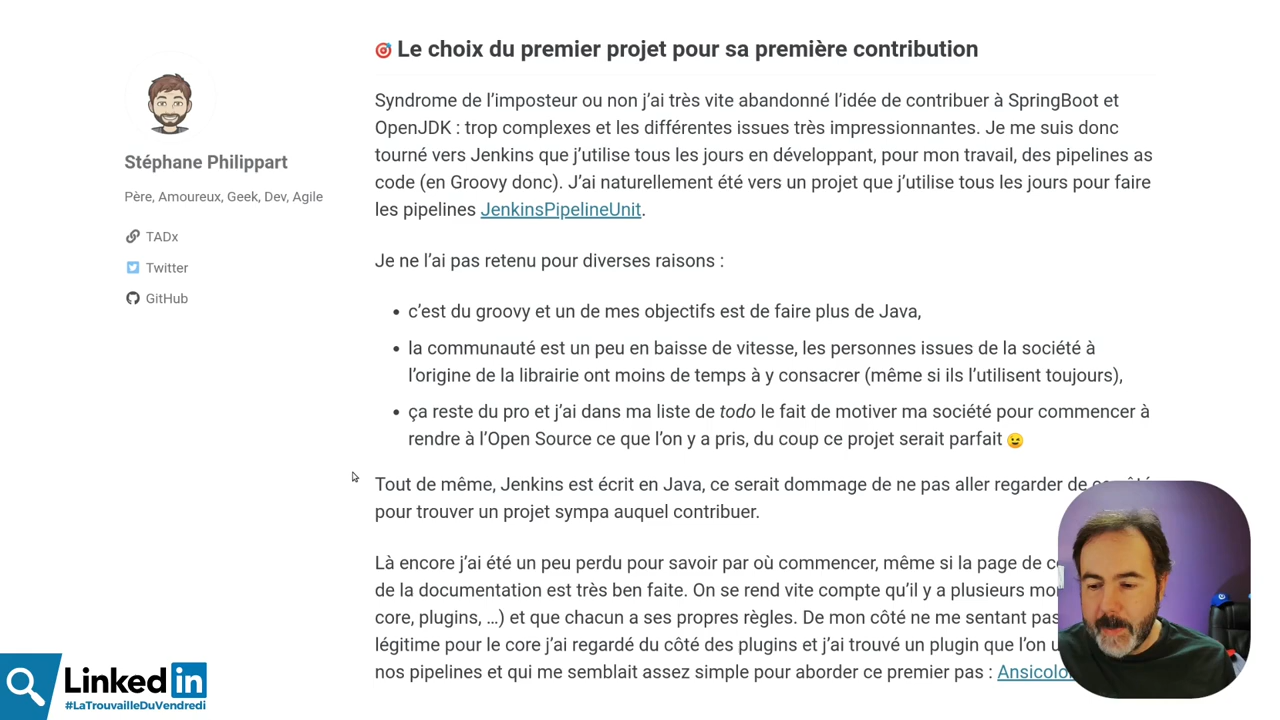 Stéphane Philippart
Père, Amoureux, Geek, Dev, Agile
TADx
Twitter
GitHub
Le choix du premier projet pour sa première contribution
Syndrome de l’imposteur ou non j’ai très vite abandonné l’idée de contribuer à SpringBoot et
OpenJDK : trop complexes et les différentes issues très impressionnantes. Je me suis donc
tourné vers Jenkins que j’utilise tous les jours en développant, pour mon travail, des pipelines as
code (en Groovy donc). J’ai naturellement été vers un projet que j’utilise tous les jours pour faire
les pipelines JenkinsPipelineUnit.
Je ne l’ai pas retenu pour diverses raisons :
• c’est du groovy et un de mes objectifs est de faire plus de Java,
• la communauté est un peu en baisse de vitesse, les personnes issues de la société à
l’origine de la librairie ont moins de temps à y consacrer (même si ils l’utilisent toujours),
• ça reste du pro et j’ai dans ma liste de todo le fait de motiver ma société pour commencer à
rendre à l’Open Source ce que l’on y a pris, du coup ce projet serait parfait 😉
Tout de même, Jenkins est écrit en Java, ce serait dommage de ne pas aller regarder de
pour trouver un projet sympa auquel contribuer.
Là encore j’ai été un peu perdu pour savoir par où commencer, même si la page de
de la documentation est très ben faite. On se rend vite compte qu’il y a plusieurs
core, plugins, …) et que chacun a ses propres règles. De mon côté ne me sentant pas
légitime pour le core j’ai regardé du côté des plugins et j’ai trouvé un plugin que l’on
nos pipelines et qui me semblait assez simple pour aborder ce premier pas :
Linked in
#LaTrouvailleDuVendredi